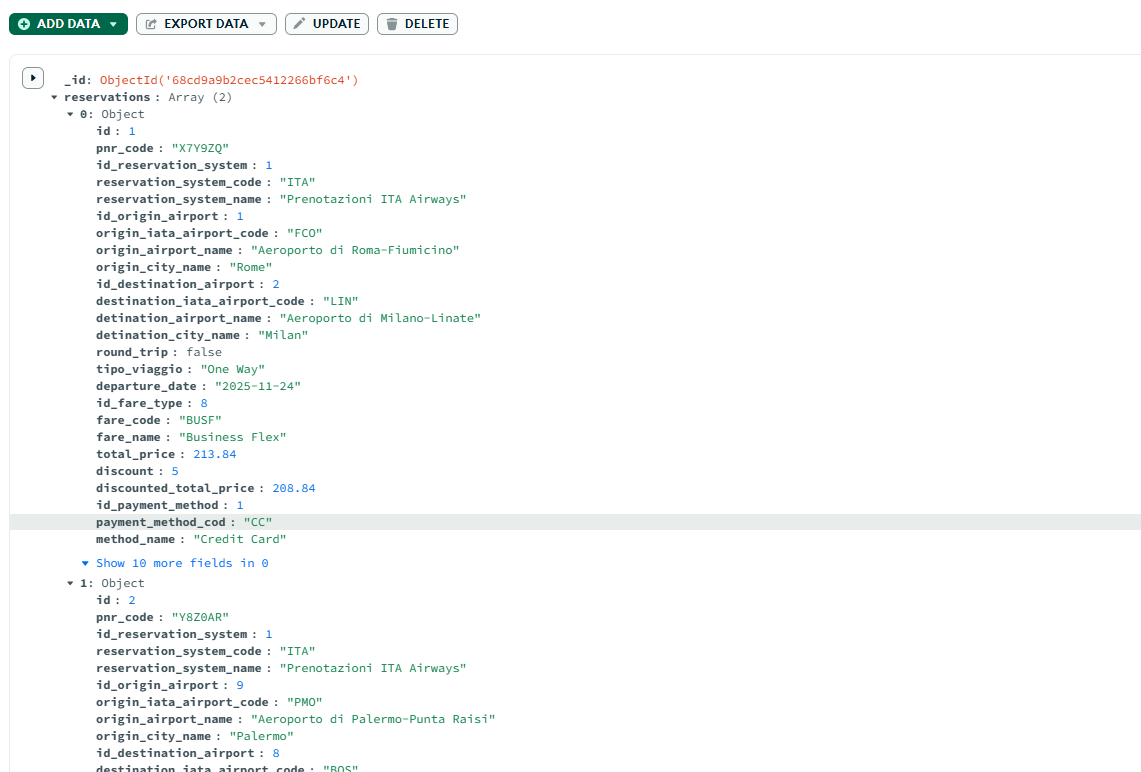 ADD DATA EXPORT DATA UPDATE DELETE
_id: ObjectId('68cd9a9b2cec5412266bf6c4')
reservations : Array (2)
0: Object
id : 1
pnr_code : "X7Y9ZQ"
id_reservation_system : 1
reservation_system_code : "ITA"
reservation_system_name : "Prenotazioni ITA Airways"
id_origin_airport : 1
origin_iata_airport_code : "FCO"
origin_airport_name : "Aeroporto di Roma-Fiumicino"
origin_city_name : "Rome"
id_destination_airport : 2
destination_iata_airport_code : "LIN"
detination_airport_name : "Aeroporto di Milano-Linate"
detination_city_name : "Milan"
round_trip : false
tipo_viaggio : "One Way"
departure_date : "2025-11-24"
id_fare_type : 8
fare_code : "BUSF"
fare_name : "Business Flex"
total_price : 213.84
discount : 5
discounted_total_price : 208.84
id_payment_method : 1
payment_method_cod : "CC"
method_name : "Credit Card"
Show 10 more fields in 0
1: Object
id : 2
pnr_code : "Y8Z0AR"
id_reservation_system : 1
reservation_system_code : "ITA"
reservation_system_name : "Prenotazioni ITA Airways"
id_origin_airport : 9
origin_iata_airport_code : "PMO"
origin_airport_name : "Aeroporto di Palermo-Punta Raisi"
origin_city_name : "Palermo"
id_destination_airport : 8
destination_iata_airport_code : "BOS"